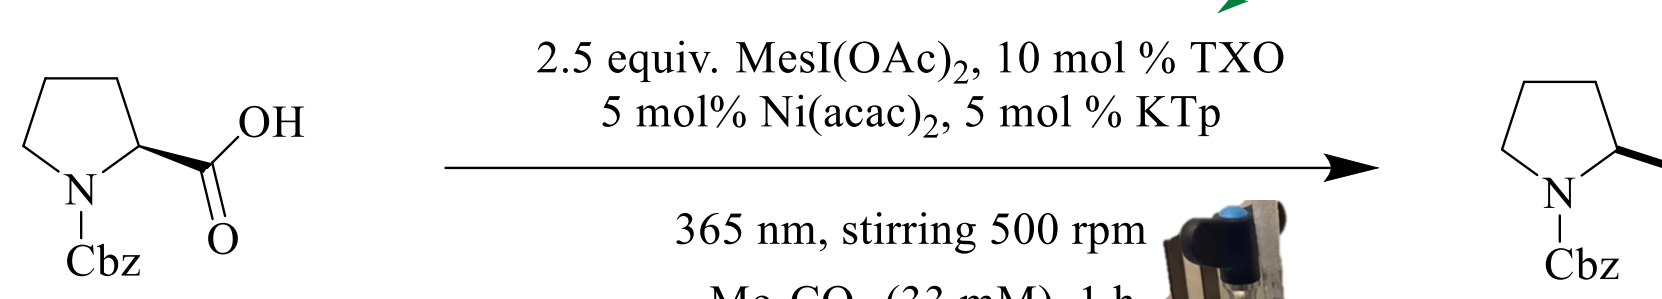 2.5 equiv. MesI(OAc)₂, 10 mol % TXO
5 mol% Ni(acac)₂, 5 mol % KTp
OH
N
O
Cbz
365 nm, stirring 500 rpm
N
Cbz